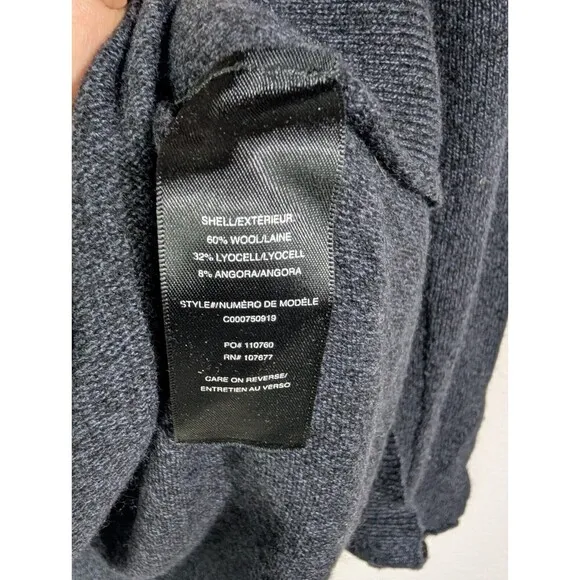 SHELL/EXTERIEUR
60% WOOL/LAINE
32% LYOCELL/LYOCELL
8% ANGORA/ANGORA
STYLE#/NUMÉRO DE MODÈLE
C000750919
PO# 110760
RN# 107677
CARE ON REVERSE/
ENTRETIEN AU VERSO